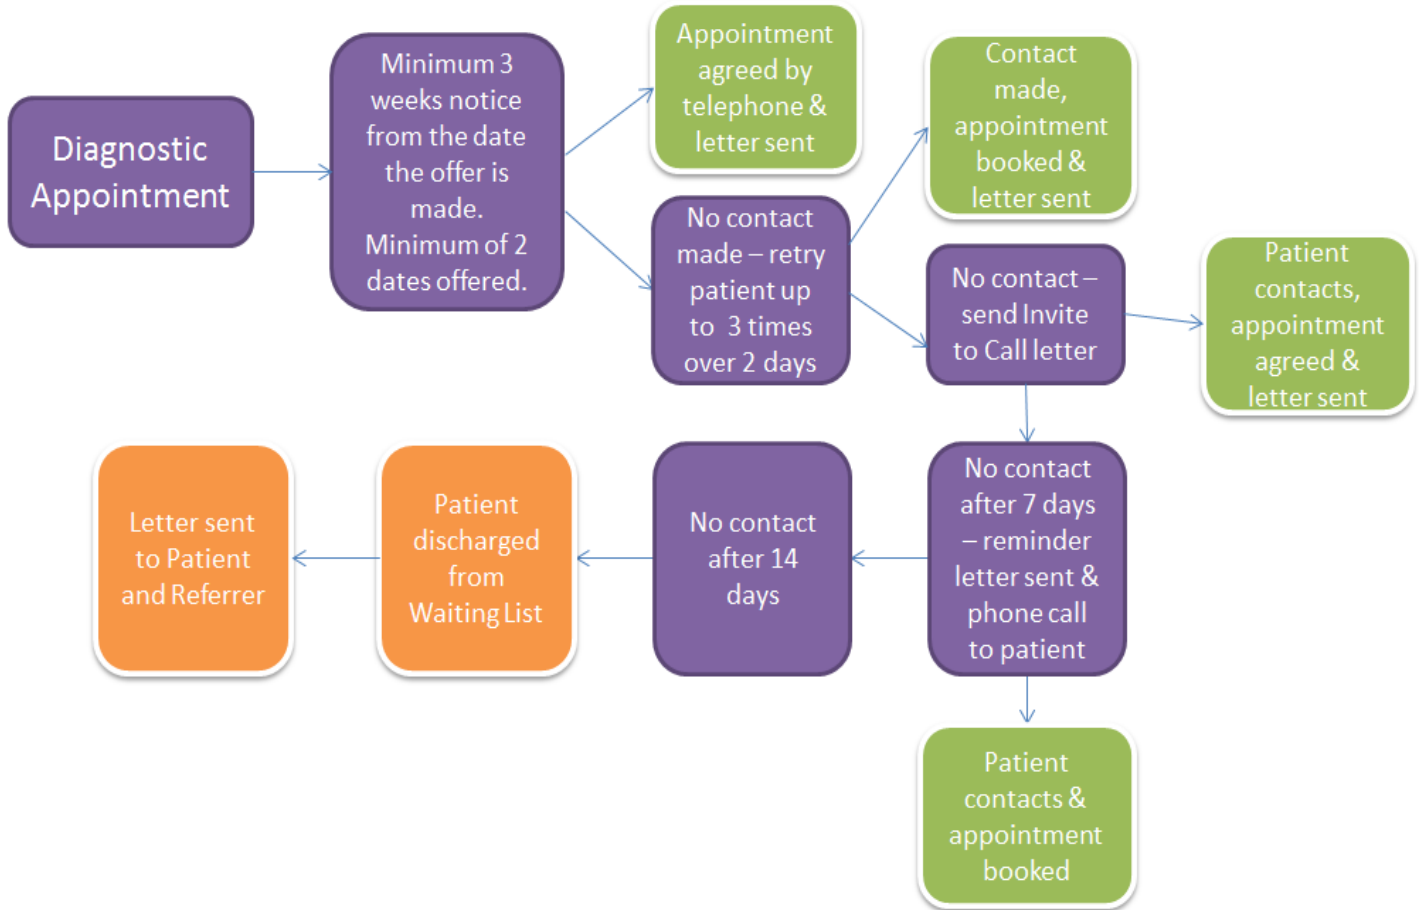 Diagnostic
Appointment
Minimum 3
weeks notice
from the date
the offer is
made.
Minimum of 2
dates offered.
Appointment
agreed by
telephone &
letter sent
No contact
made – retry
patient up
to 3 times
over 2 days
Contact
made,
appointment
booked &
letter sent
No contact –
send Invite
to Call letter
Patient
contacts,
appointment
agreed &
letter sent
No contact
after 7 days
– reminder
letter sent &
phone call
to patient
No contact
after 14
days
Patient
discharged
from
Waiting List
Letter sent
to Patient
and Referrer
Patient
contacts &
appointment
booked